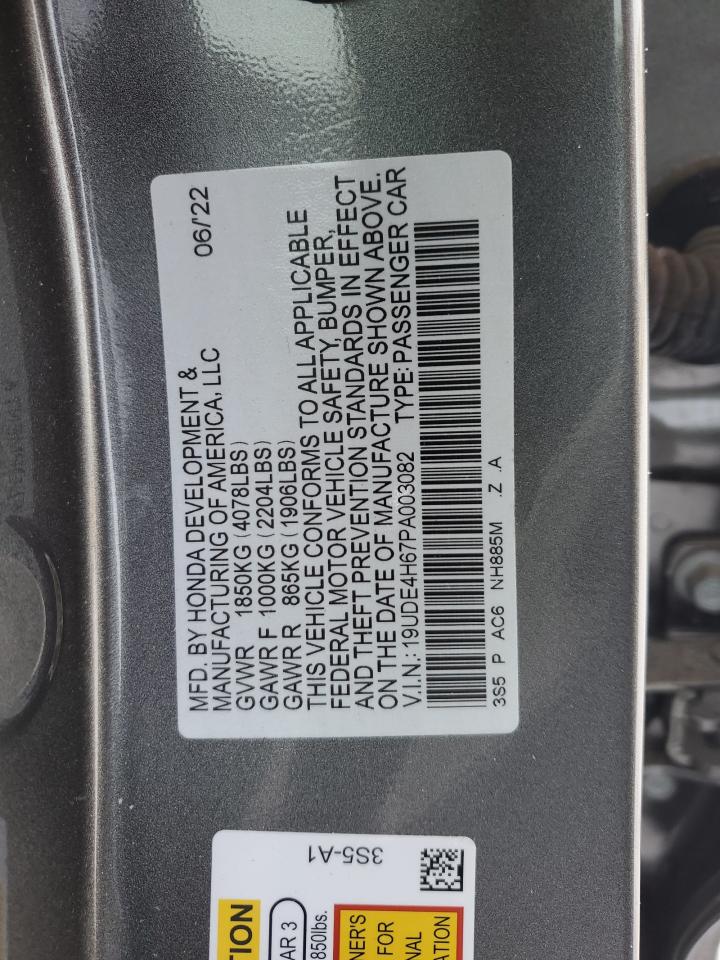 MFD. BY HONDA DEVELOPMENT & 06/'22
MANUFACTURING OF AMERICA, LLC
GVWR 1850KG (4078LBS)
GAWR F 1000KG (2204LBS)
GAWR R 865KG (1906LBS)
THIS VEHICLE CONFORMS TO ALL APPLICABLE
FEDERAL MOTOR VEHICLE SAFETY, BUMPER,
AND THEFT PREVENTION STANDARDS IN EFFECT
ON THE DATE OF MANUFACTURE SHOWN ABOVE.
V.I.N.:19UDE4H67PA003082 TYPE:PASSENGER CAR
3S5 P AC6 NH885M .Z .A
3S5-A1
TION
AR 3
850lbs.
NER'S
FOR
NAL
ATION